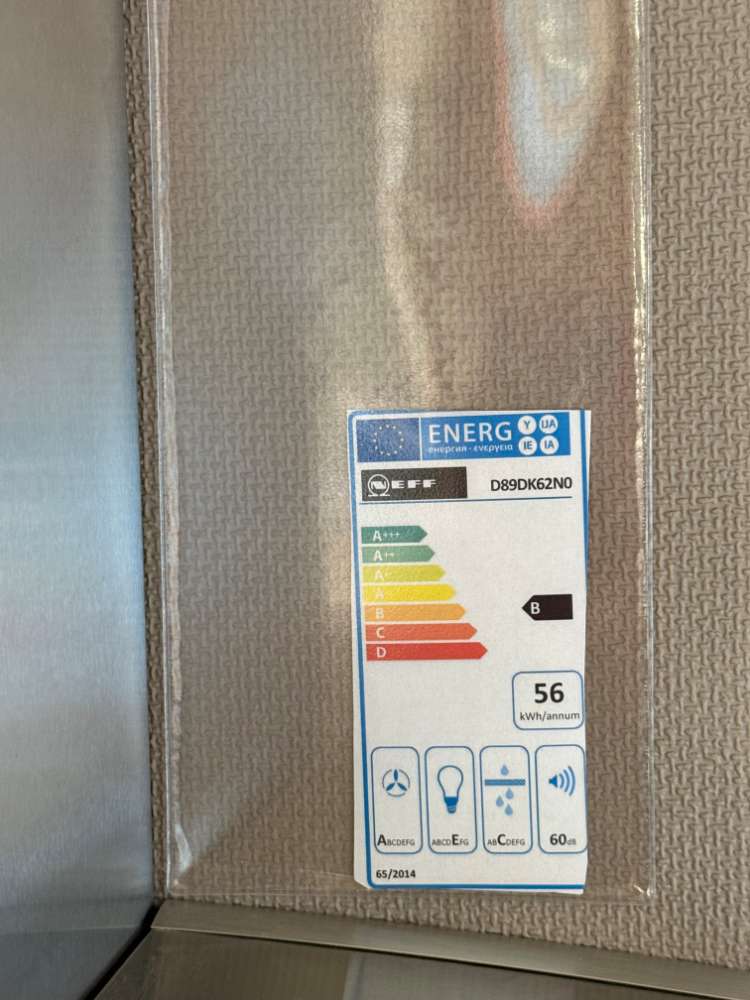 ENERG Y IJA
енергия · ενεργεια IE IA
NEFF D89DK62N0
A+++
A++
A+
A
B
B
C
D
56
kWh/annum
ABCDEFG
ABCDEFG
ABCDEFG
60dB
65/2014